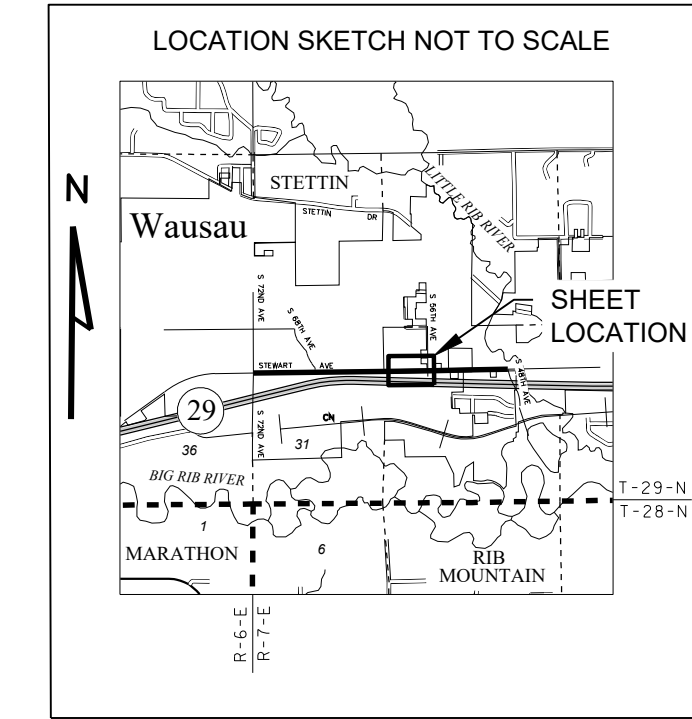 LOCATION SKETCH NOT TO SCALE
N
STETTIN
STETTIN DR
LITTLE RIB RIVER
Wausau
S 72ND AVE
S 68TH AVE
S 56TH AVE
SHEET
LOCATION
STEWART AVE
S 48TH AVE
29
S 72ND AVE
CN
36
31
BIG RIB RIVER
T-29-N
T-28-N
1
6
MARATHON
RIB
MOUNTAIN
R-6-E
R-7-E